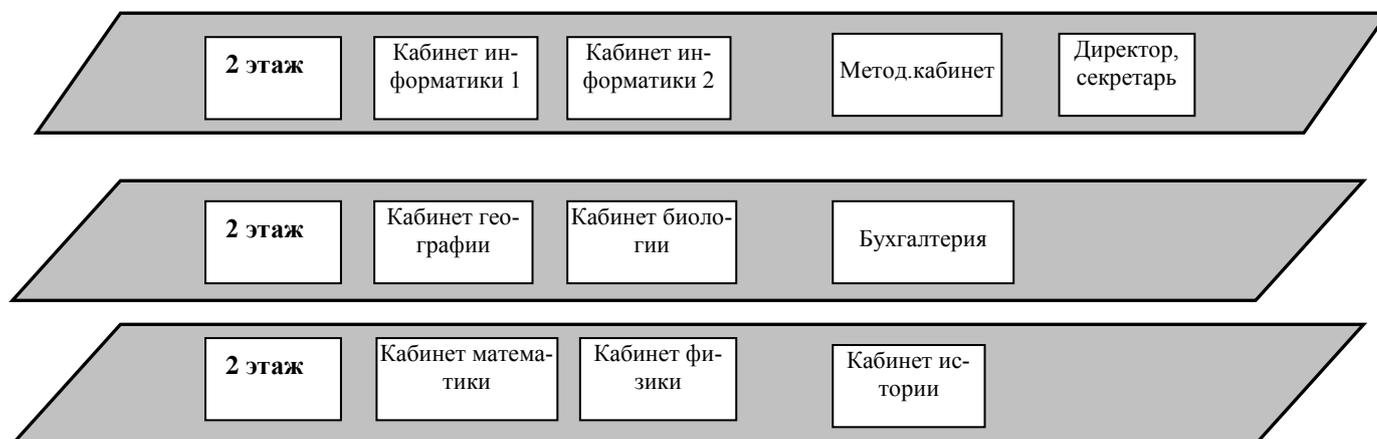 2 этаж
Кабинет ин-
форматики 1
Кабинет ин-
форматики 2
Метод.кабинет
Директор,
секретарь
2 этаж
Кабинет гео-
графии
Кабинет биоло-
гии
Бухгалтерия
2 этаж
Кабинет матема-
тики
Кабинет фи-
зики
Кабинет ис-
тории